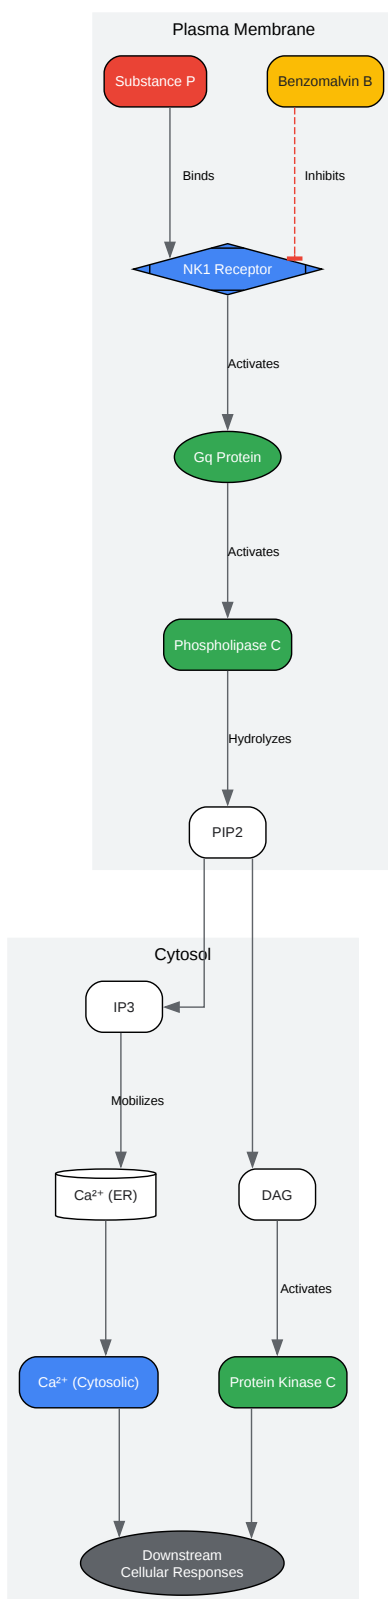 Plasma Membrane
Substance P
Benzomalvin B
Binds
Inhibits
NK1 Receptor
Activates
Gq Protein
Activates
Phospholipase C
Hydrolyzes
PIP2
Cytosol
IP3
Mobilizes
Ca²⁺ (ER)
DAG
Activates
Ca²⁺ (Cytosolic)
Protein Kinase C
Downstream
Cellular Responses